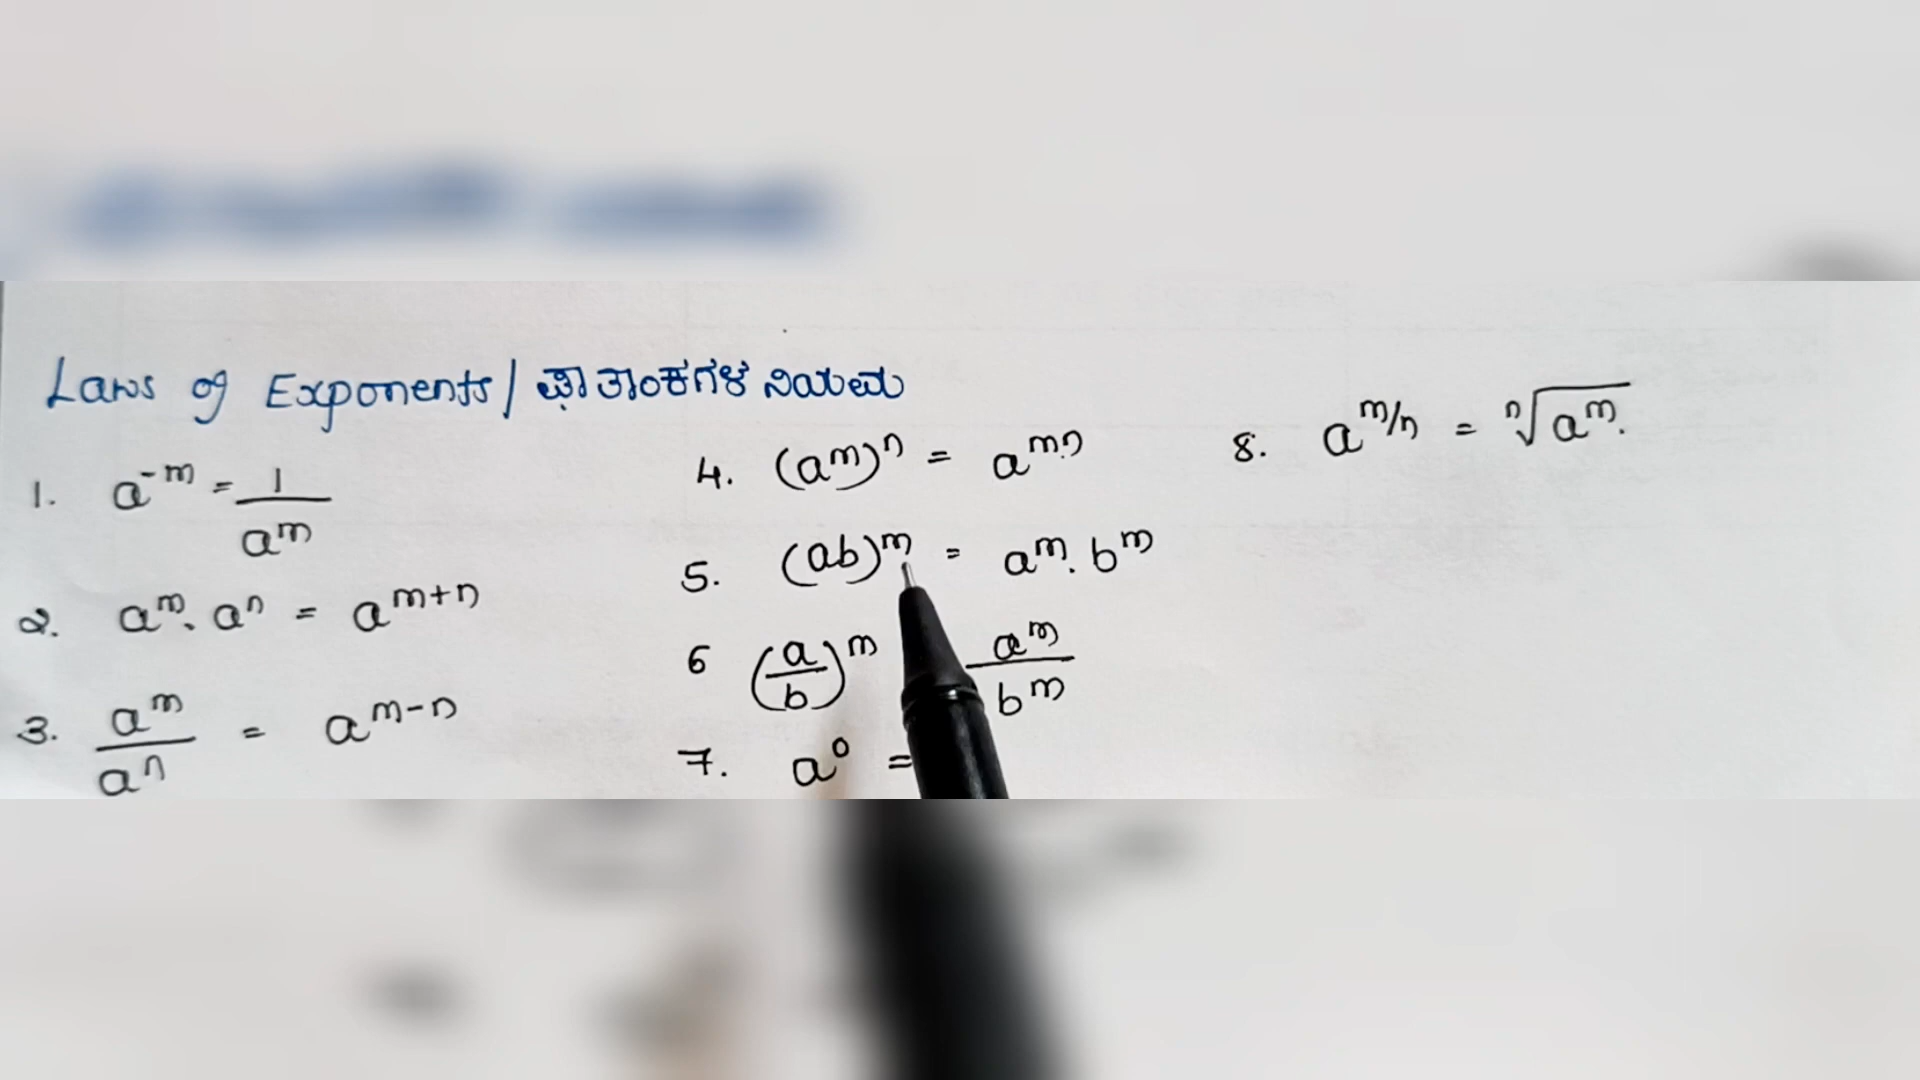 Laws of Exponents / ಘಾತಾಂಕಗಳ ನಿಯಮ
1. a^{-m} = 1/a^m
2. a^m . a^n = a^{m+n}
3. a^m/a^n = a^{m-n}
4. (a^m)^n = a^{m.n}
5. (ab)^m = a^m . b^m
6 (a/b)^m a^m/b^m
7. a^0 =
8. a^{m/n} = ⁿ√a^m.